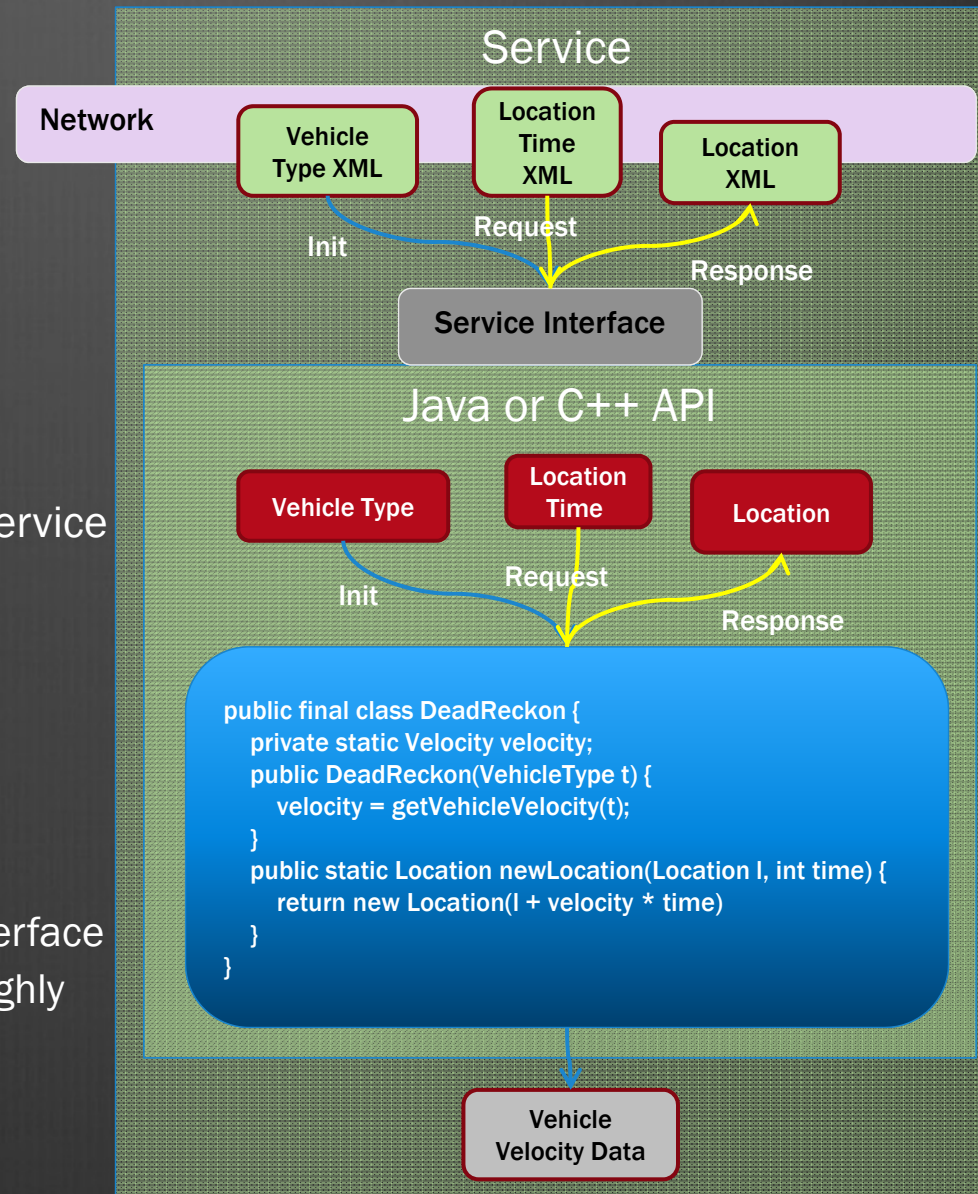 Service
Network
Vehicle
Type XML
Location
Time
XML
Location
XML
Init
Request
Response
Service Interface
Java or C++ API
Vehicle Type
Location
Time
Location
Init
Request
Response
public final class DeadReckon {
private static Velocity velocity;
public DeadReckon(VehicleType t) {
velocity = getVehicleVelocity(t);
}
public static Location newLocation(Location l, int time) {
return new Location(l + velocity * time)
}
}
Vehicle
Velocity Data
ervice
erface
ghly